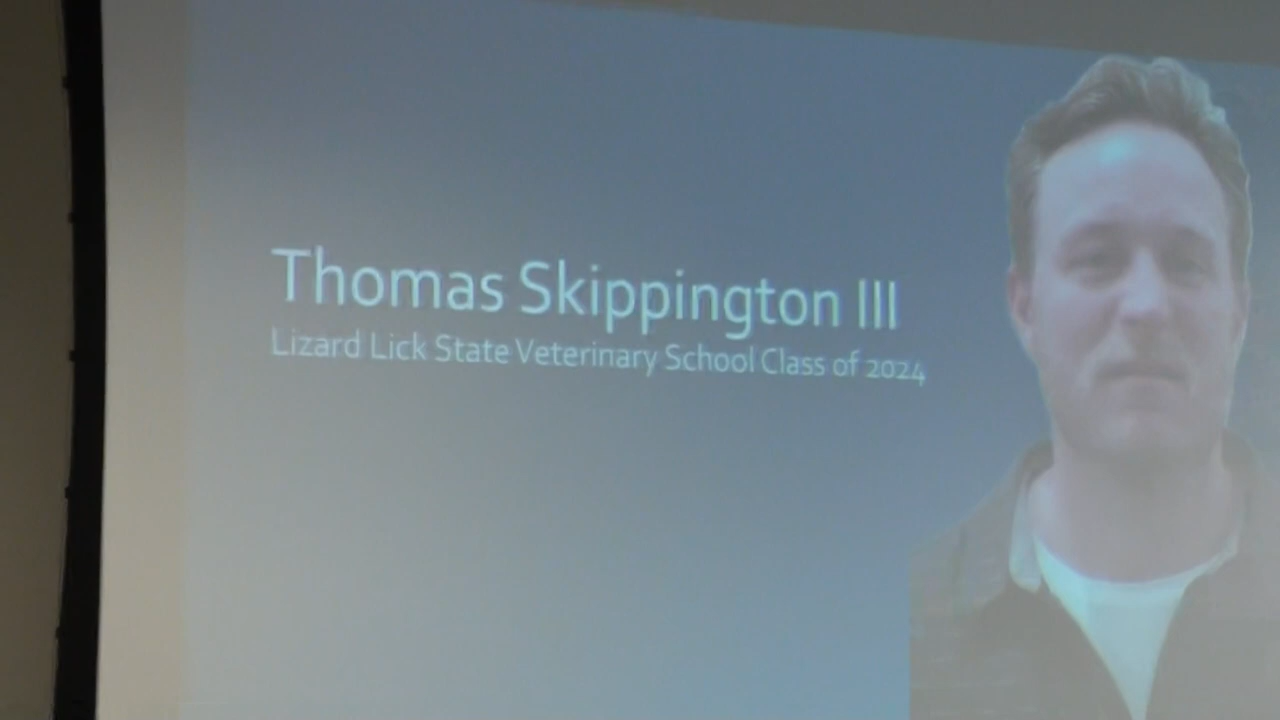 Thomas Skippington III
Lizard Lick State Veterinary School Class of 2024